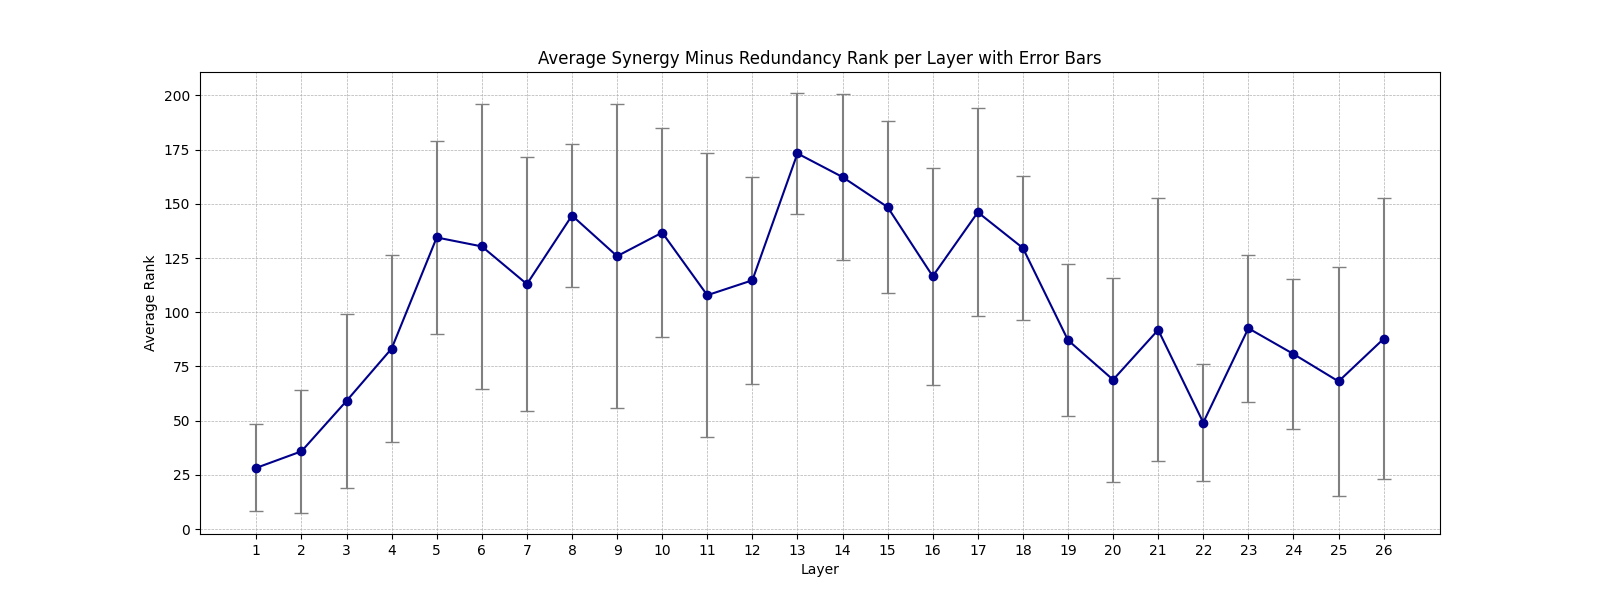 Average Synergy Minus Redundancy Rank per Layer with Error Bars
Average Rank
200
175
150
125
100
75
50
25
0
1 2 3 4 5 6 7 8 9 10 11 12 13 14 15 16 17 18 19 20 21 22 23 24 25 26
Layer